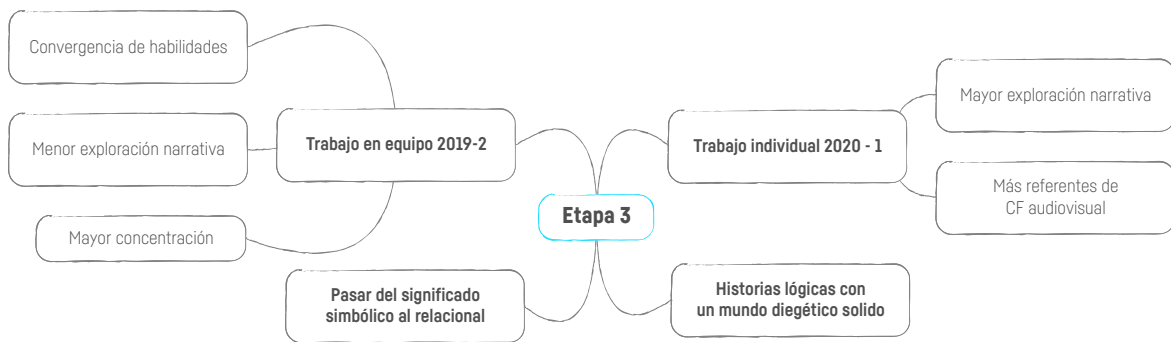 Convergencia de habilidades
Menor exploración narrativa
Mayor concentración
Trabajo en equipo 2019-2
Etapa 3
Trabajo individual 2020 - 1
Mayor exploración narrativa
Más referentes de
CF audiovisual
Pasar del significado
simbólico al relacional
Historias lógicas con
un mundo diegético solido